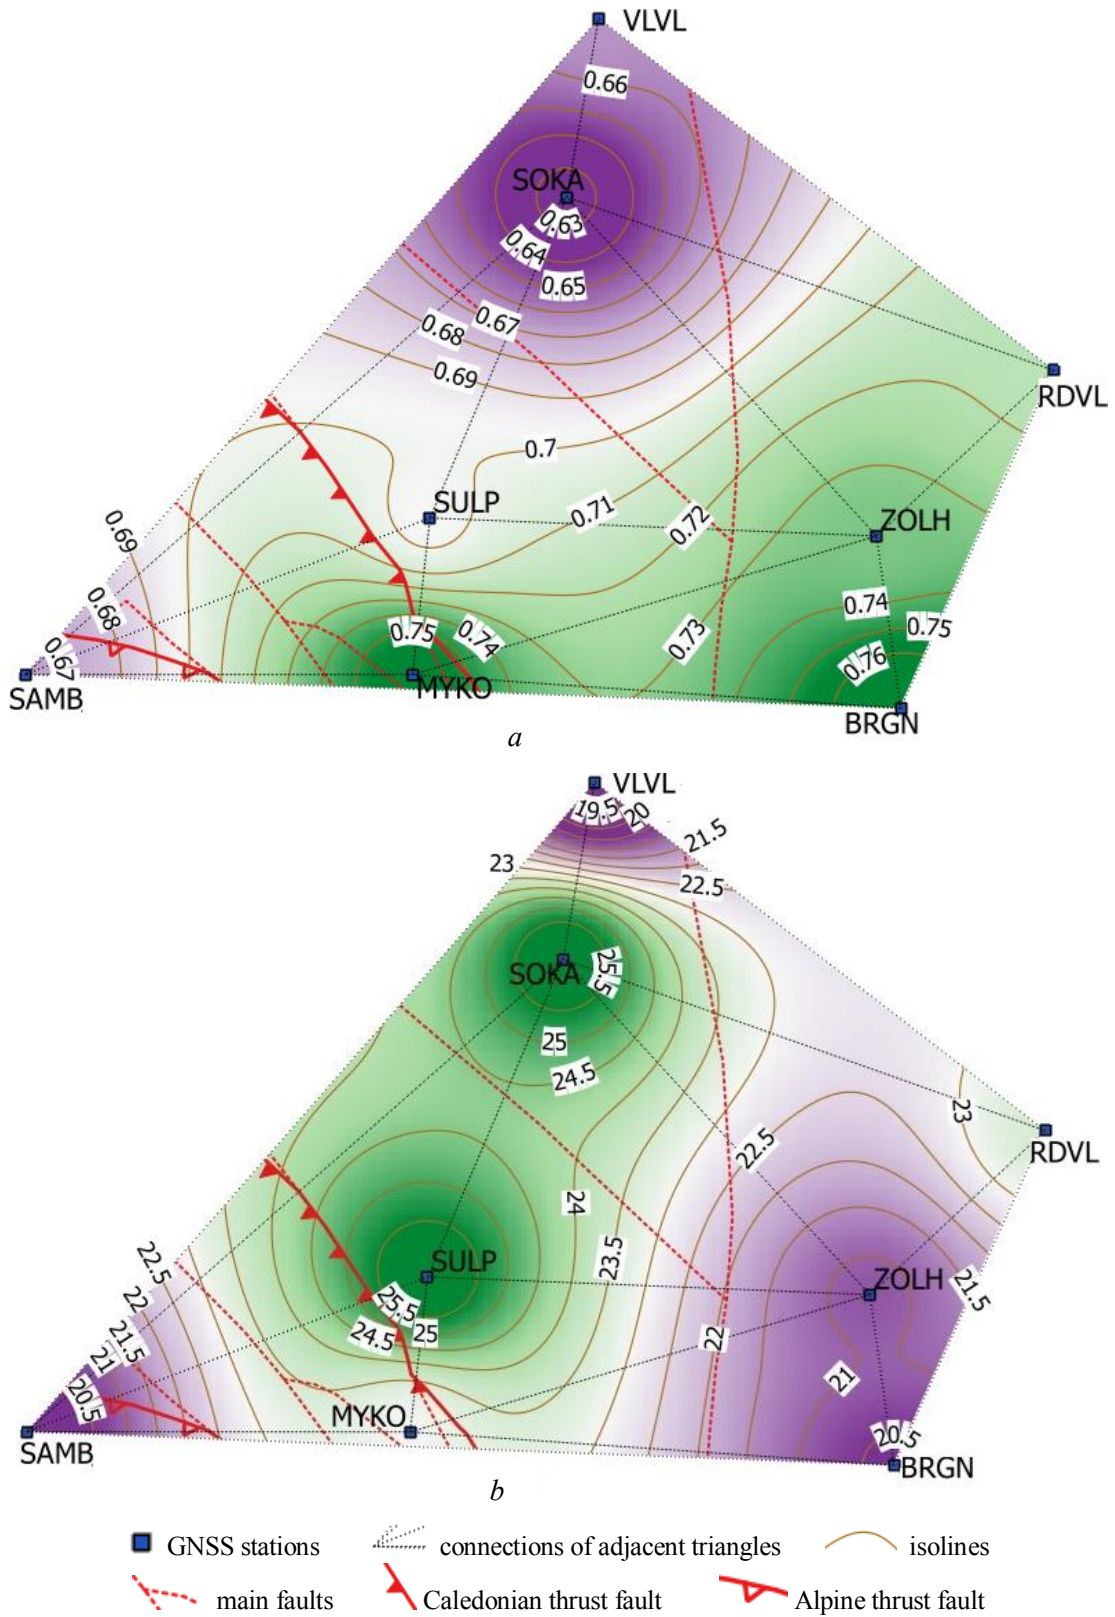 VLVL
0.66
SOKA
0.63
0.64
0.65
0.67
0.68
0.69
RDVL
0.7
SULP
0.71
0.72
ZOLH
0.69
0.68
0.74
0.75
0.75
0.74
0.73
0.76
0.67
SAMB
MYKO
BRGN
a
VLVL
19.5
20
21.5
23
22.5
25.5
SOKA
25
24.5
23
22.5
RDVL
24
23.5
22.5
SULP
ZOLH
21.5
22
25.5
24.5
25
22
21.5
21
21
20.5
MYKO
20.5
SAMB
BRGN
b
GNSS stations connections of adjacent triangles isolines
main faults Caledonian thrust fault Alpine thrust fault